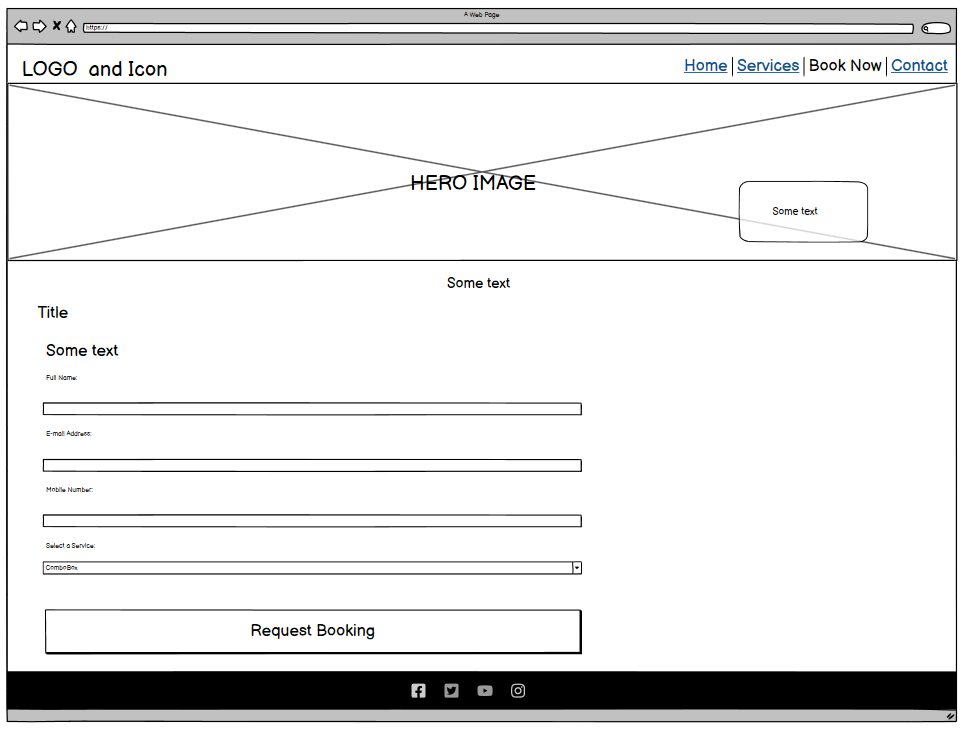 A Web Page
https://
LOGO and Icon
Home | Services | Book Now | Contact
HERO IMAGE
Some text
Some text
Title
Some text
Full Name:
E-mail Address:
Mobile Number:
Select a Service:
ComboBox
Request Booking